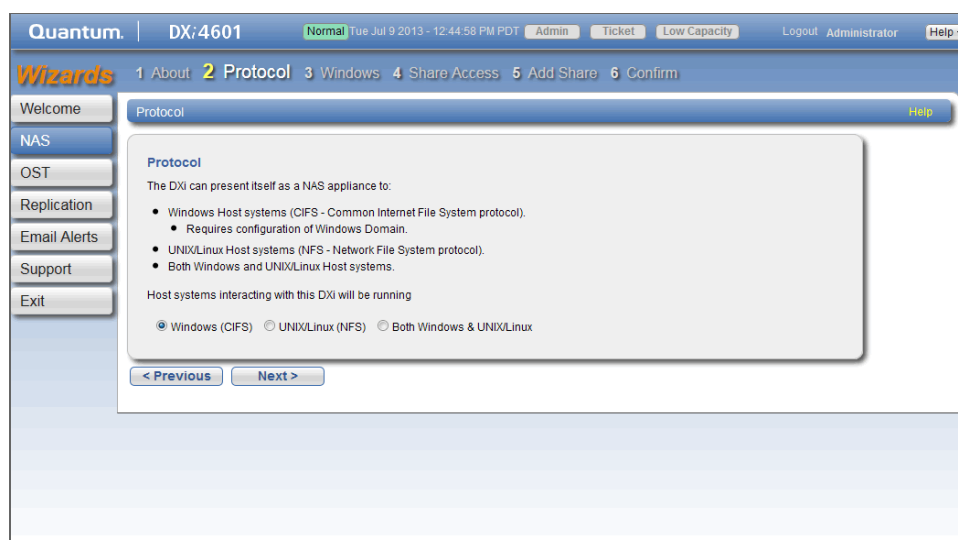 Quantum. DXi4601 Normal Tue Jul 9 2013 - 12:44:58 PM PDT Admin Ticket Low Capacity Logout Administrator Help
Wizards 1 About 2 Protocol 3 Windows 4 Share Access 5 Add Share 6 Confirm
Welcome
NAS
OST
Replication
Email Alerts
Support
Exit
Protocol Help
Protocol
The DXi can present itself as a NAS appliance to:
• Windows Host systems (CIFS - Common Internet File System protocol).
• Requires configuration of Windows Domain.
• UNIX/Linux Host systems (NFS - Network File System protocol).
• Both Windows and UNIX/Linux Host systems.
Host systems interacting with this DXi will be running
Windows (CIFS) UNIX/Linux (NFS) Both Windows & UNIX/Linux
< Previous Next >